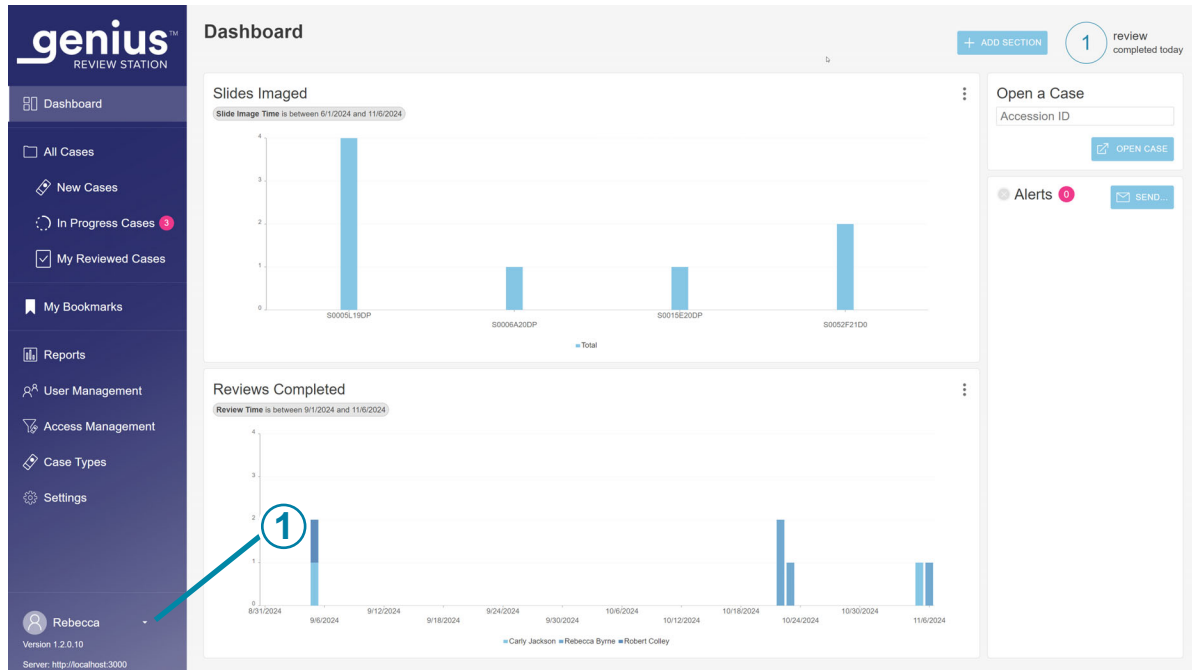 genius™
REVIEW STATION
Dashboard
All Cases
New Cases
In Progress Cases 3
My Reviewed Cases
My Bookmarks
Reports
User Management
Access Management
Case Types
Settings
Rebecca
Version 1.2.0.10
Server: http://localhost:3000
Dashboard
+ ADD SECTION
1
review
completed today
Slides Imaged
Slide Image Time is between 6/1/2024 and 11/6/2024
4
3
2
1
0
S0005L19DP
S0006A20DP
S0015E20DP
S0052F21D0
Total
Reviews Completed
Review Time is between 9/1/2024 and 11/6/2024
4
3
2
1
0
1
8/31/2024
9/6/2024
9/12/2024
9/18/2024
9/24/2024
9/30/2024
10/6/2024
10/12/2024
10/18/2024
10/24/2024
10/30/2024
11/6/2024
Carly Jackson Rebecca Byrne Robert Colley
Open a Case
Accession ID
OPEN CASE
Alerts 0
SEND...